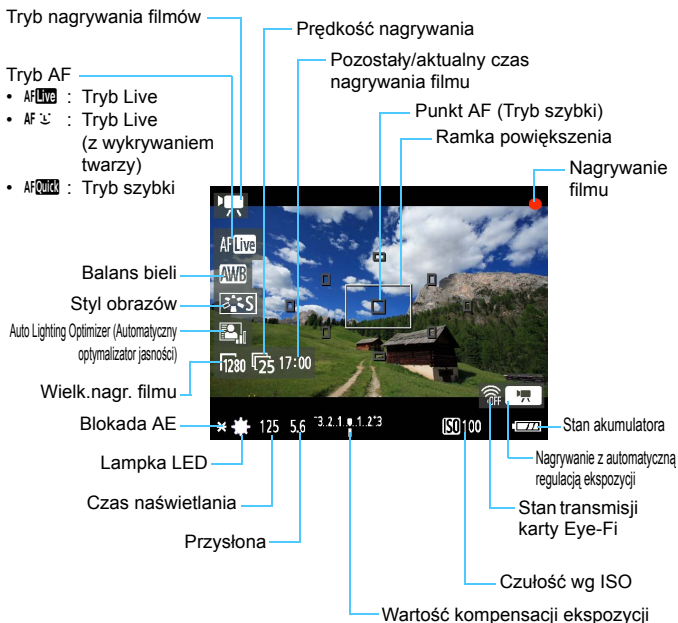 Tryb nagrywania filmów
Prędkość nagrywania
Pozostały/aktualny czas
nagrywania filmu
Tryb AF
• AF Live : Tryb Live
• AF : Tryb Live
(z wykrywaniem
twarzy)
• AF Quick : Tryb szybki
Punkt AF (Tryb szybki)
Ramka powiększenia
Nagrywanie
filmu
AF Live
Balans bieli
AWB
Styl obrazów
S
Auto Lighting Optimizer (Automatyczny
optymalizator jasności)
1280 25 17:00
Wielk.nagr. filmu
OFF
Blokada AE
125 5.6 -3..2..1..0..1..2.+3 ISO 100
Stan akumulatora
Lampka LED
Nagrywanie z automatyczną
regulacją ekspozycji
Czas naświetlania
Stan transmisji
karty Eye-Fi
Przysłona
Czułość wg ISO
Wartość kompensacji ekspozycji